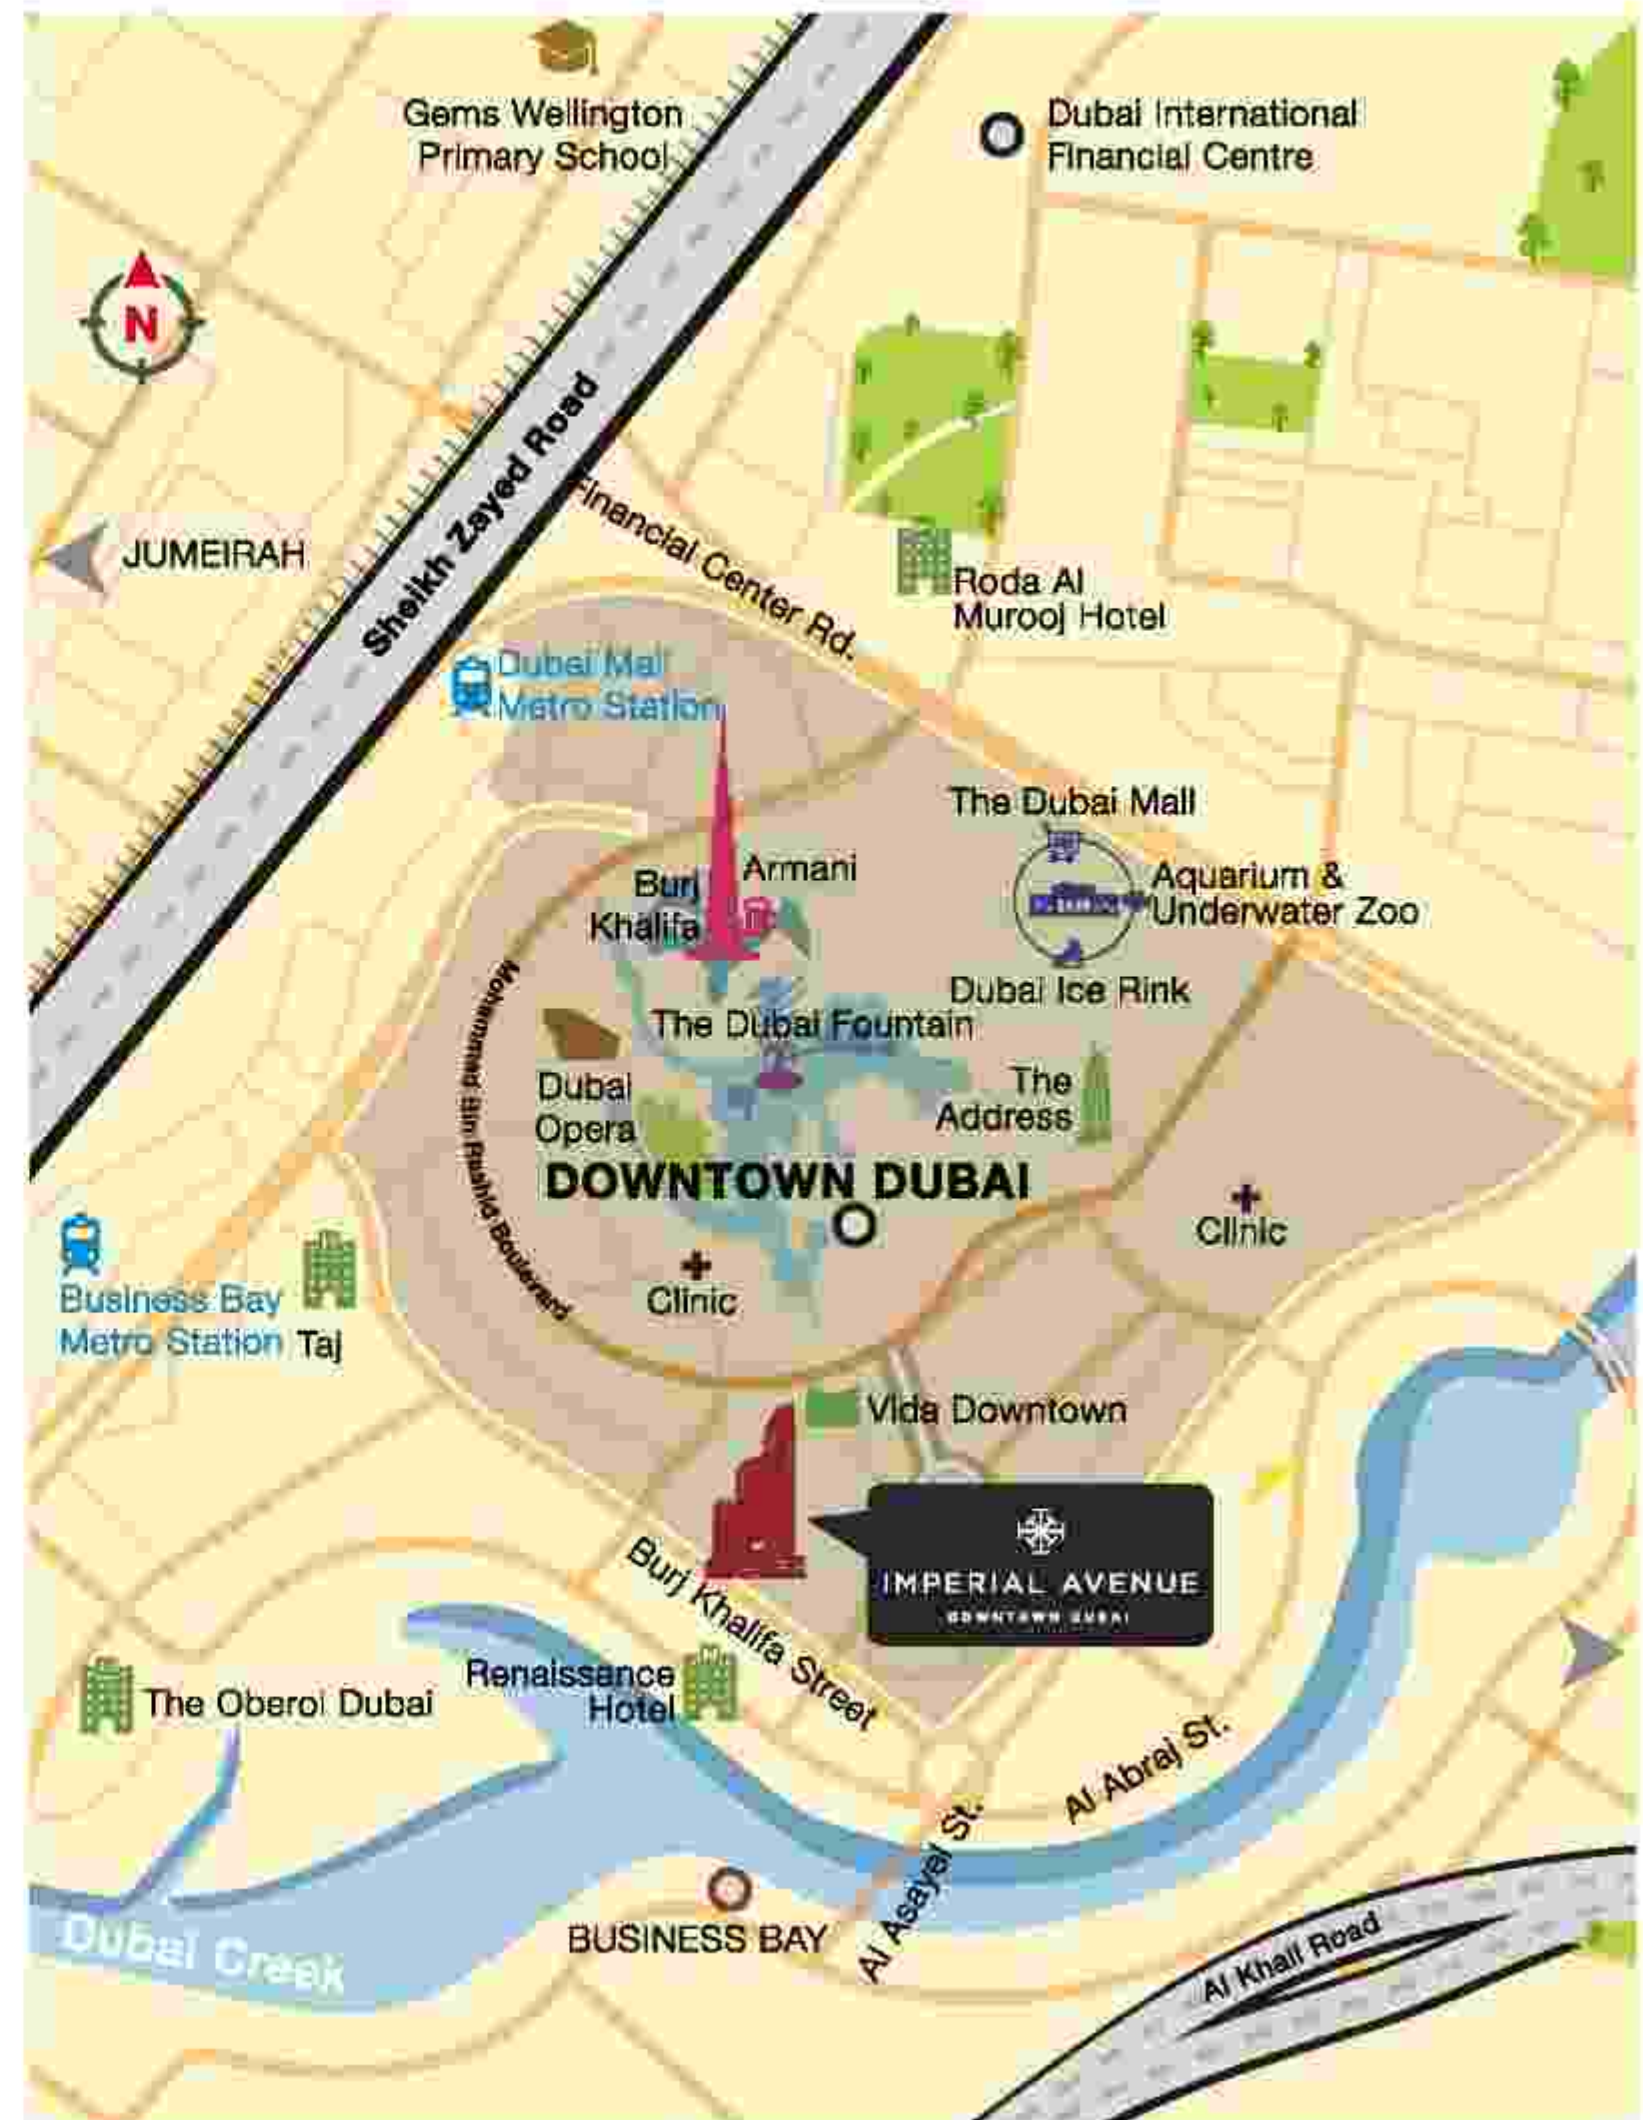 Gems Wellington
Primary School
Dubai International
Financial Centre
N
Sheikh Zayed Road
Financial Center Rd.
JUMEIRAH
Roda Al
Murooj Hotel
Dubai Mall
Metro Station
The Dubai Mall
Armani
Burj
Khalifa
Aquarium &
Underwater Zoo
Dubai Ice Rink
Mohammed Bin Rashid Boulevard
The Dubai Fountain
Dubai
Opera
The
Address
DOWNTOWN DUBAI
Clinic
Clinic
Business Bay
Metro Station
Taj
Vida Downtown
IMPERIAL AVENUE
DOWNTOWN DUBAI
Burj Khalifa Street
Renaissance
Hotel
The Oberoi Dubai
Al Abraj St.
Al Asayel St.
BUSINESS BAY
Dubai Creek
Al Khail Road